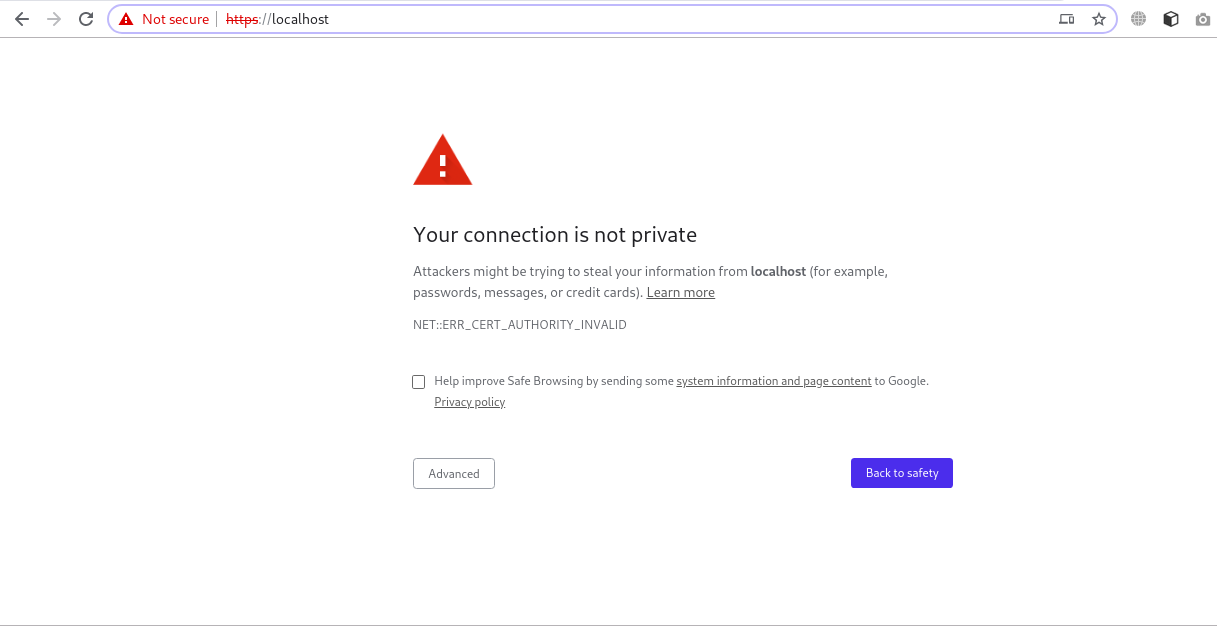 Not secure https://localhost
Your connection is not private
Attackers might be trying to steal your information from localhost (for example,
passwords, messages, or credit cards). Learn more
NET::ERR_CERT_AUTHORITY_INVALID
Help improve Safe Browsing by sending some system information and page content to Google.
Privacy policy
Advanced
Back to safety